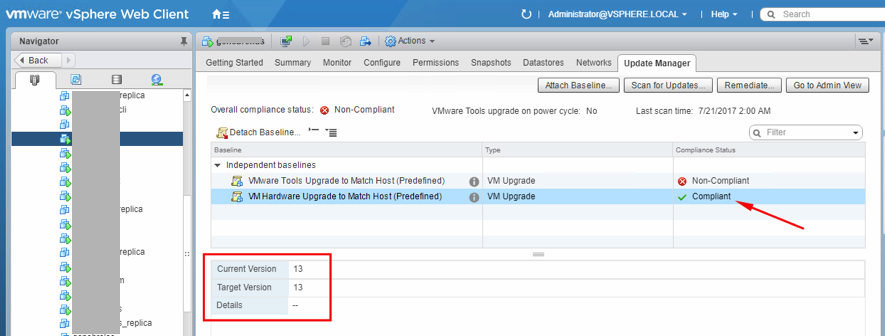 vmware® vSphere Web Client
Administrator@VSPHERE.LOCAL
Help
Search
Navigator
Back
_replica
cli
_replica
_replica
m
s
s_replica
Actions
Getting Started Summary Monitor Configure Permissions Snapshots Datastores Networks Update Manager
Attach Baseline... Scan for Updates... Remediate... Go to Admin View
Overall compliance status: Non-Compliant VMware Tools upgrade on power cycle: No Last scan time: 7/21/2017 2:00 AM
Detach Baseline... Filter
Baseline Type Compliance Status
Independent baselines
VMware Tools Upgrade to Match Host (Predefined) VM Upgrade Non-Compliant
VM Hardware Upgrade to Match Host (Predefined) VM Upgrade Compliant
Current Version 13
Target Version 13
Details --